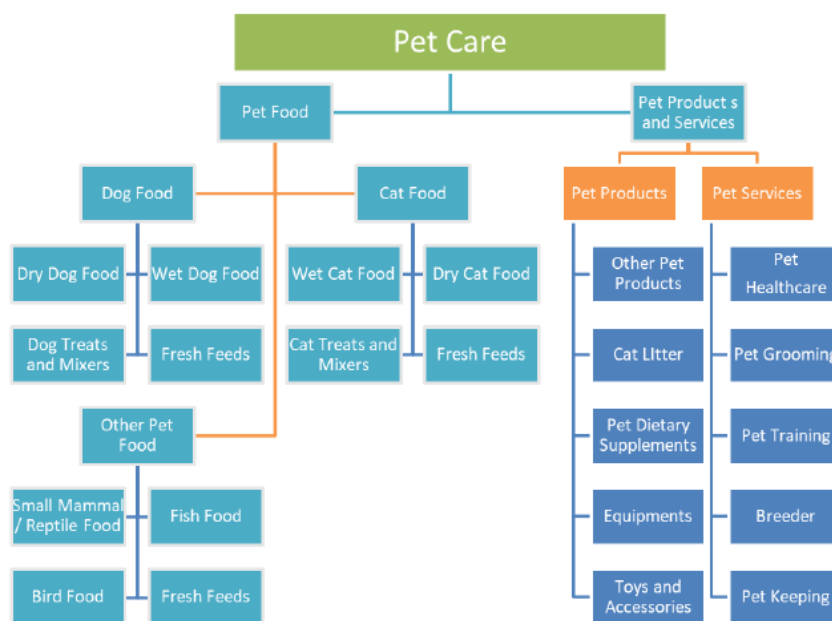 Pet Care
Pet Food
Pet Product s
and Services
Dog Food
Cat Food
Pet Products
Pet Services
Dry Dog Food
Wet Dog Food
Wet Cat Food
Dry Cat Food
Other Pet
Products
Pet
Healthcare
Dog Treats
and Mixers
Fresh Feeds
Cat Treats and
Mixers
Fresh Feeds
Cat LItter
Pet Grooming
Other Pet
Food
Pet Dietary
Supplements
Pet Training
Small Mammal
/ Reptile Food
Fish Food
Equipments
Breeder
Bird Food
Fresh Feeds
Toys and
Accessories
Pet Keeping